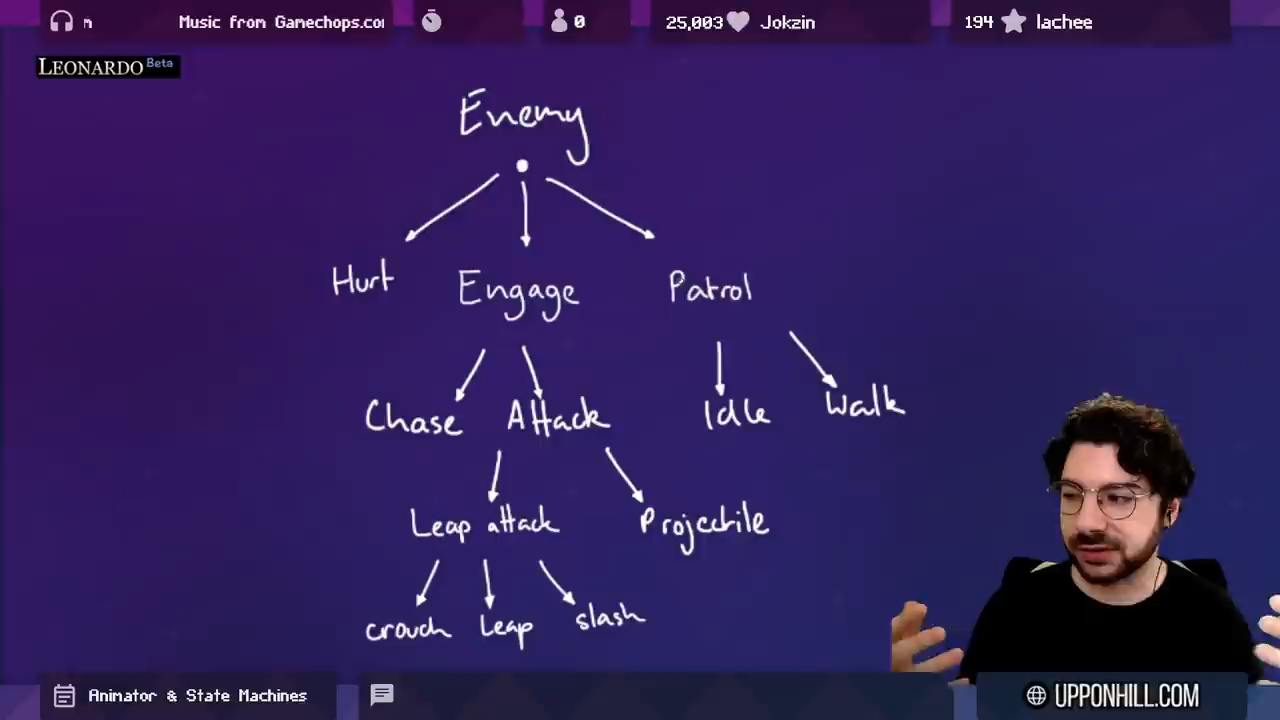 n Music from Gamechops.co
0
25,003 Jokzin
194 lachee
LEONARDO Beta
Enemy
Hurt Engage Patrol
Chase Attack Idle Walk
Leap attack Projectile
crouch Leap slash
Animator & State Machines
UPPONHILL.COM